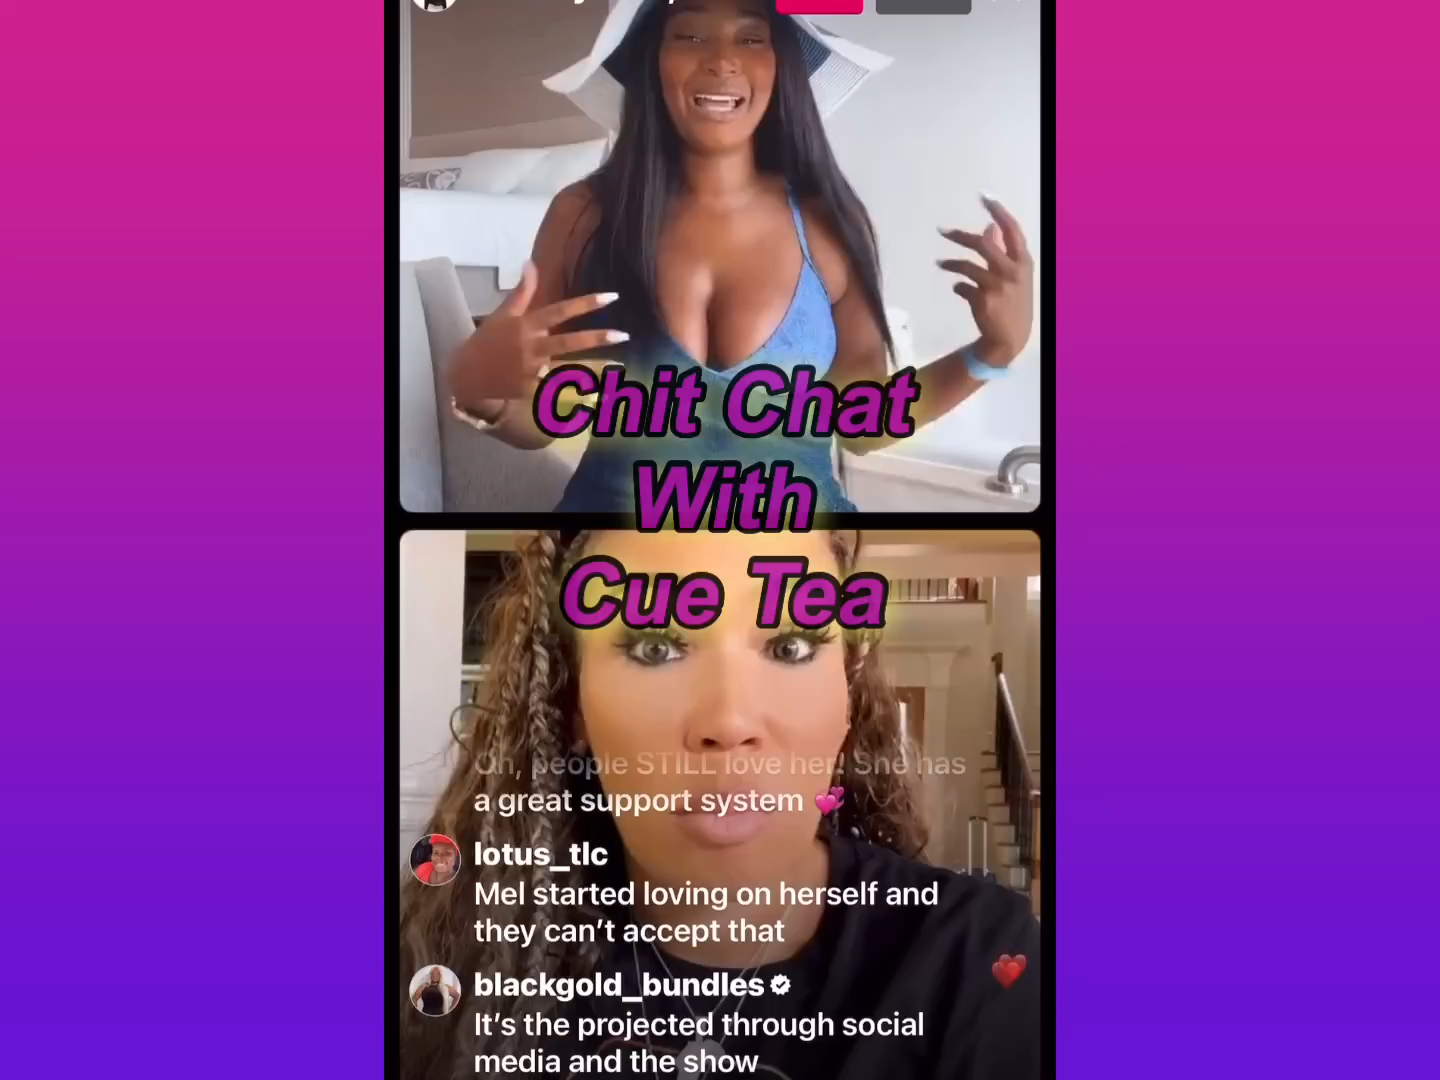 Chit Chat
With
Cue Tea
Oh, people STILL love her! She has
a great support system 💞
lotus_tlc
Mel started loving on herself and
they can't accept that
blackgold_bundles
It's the projected through social
media and the show